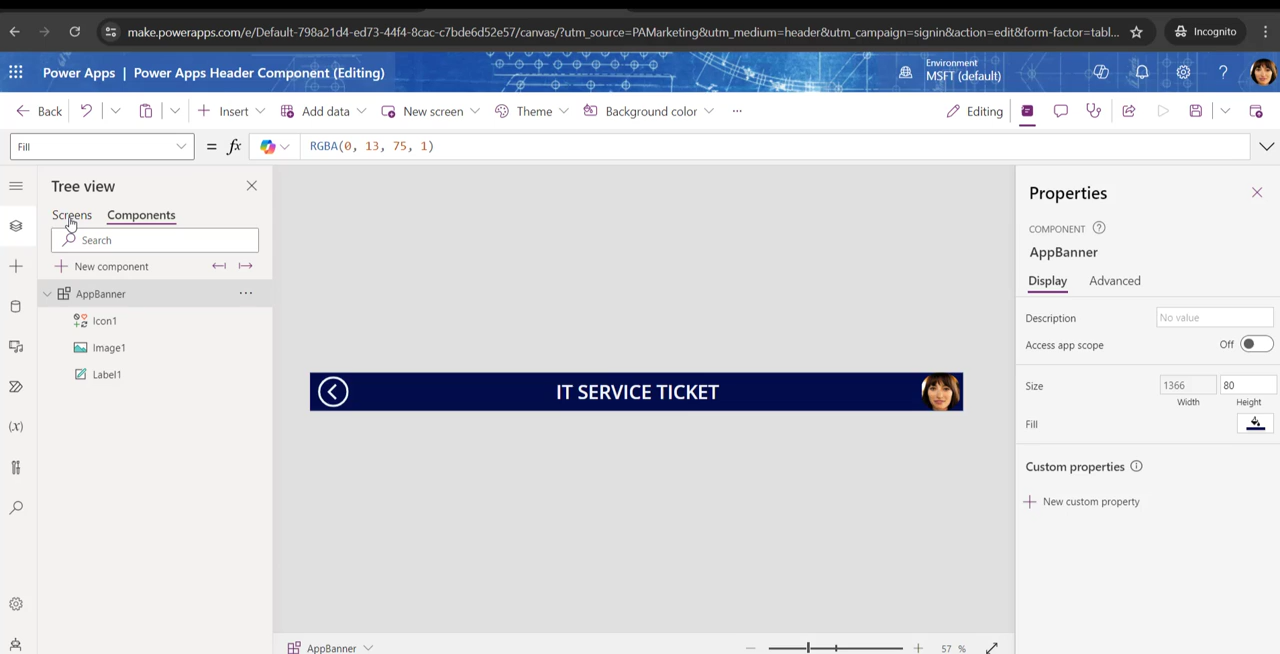 make.powerapps.com/e/Default-798a21d4-ed73-44f4-8cac-c7bde6d52e57/canvas/?utm_source=PAMarketing&utm_medium=header&utm_campaign=signin&action=edit&form-factor=tabl...
Incognito
Power Apps | Power Apps Header Component (Editing)
Environment
MSFT (default)
Back
Insert
Add data
New screen
Theme
Background color
...
Editing
Fill
= fx
RGBA(0, 13, 75, 1)
Tree view
Screens
Components
Search
New component
AppBanner
...
Icon1
Image1
Label1
IT SERVICE TICKET
Properties
COMPONENT
AppBanner
Display
Advanced
Description
No value
Access app scope
Off
Size
1366
80
Width
Height
Fill
Custom properties
New custom property
AppBanner
57 %